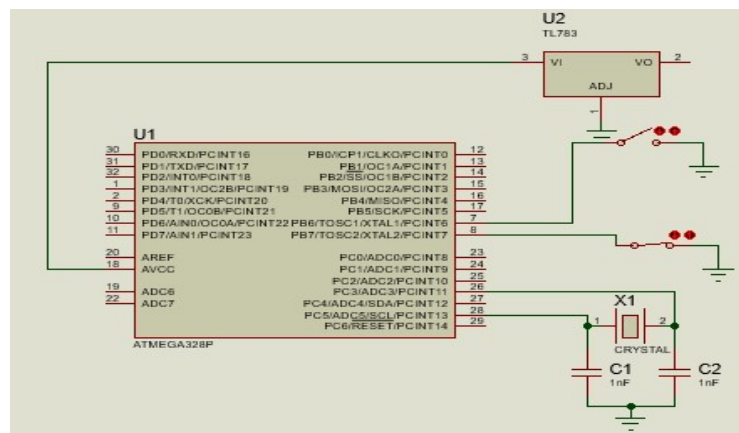 U2
TL783
3 VI VO 2
ADJ
1
U1
30 PD0/RXD/PCINT16 PB0/ICP1/CLKO/PCINT0 12
31 PD1/TXD/PCINT17 PB1/OC1A/PCINT1 13
32 PD2/INT0/PCINT18 PB2/SS/OC1B/PCINT2 14
1 PD3/INT1/OC2B/PCINT19 PB3/MOSI/OC2A/PCINT3 15
2 PD4/T0/XCK/PCINT20 PB4/MISO/PCINT4 16
9 PD5/T1/OC0B/PCINT21 PB5/SCK/PCINT5 17
10 PD6/AIN0/OC0A/PCINT22 PB6/TOSC1/XTAL1/PCINT6 7
11 PD7/AIN1/PCINT23 PB7/TOSC2/XTAL2/PCINT7 8
20 AREF PC0/ADC0/PCINT8 23
18 AVCC PC1/ADC1/PCINT9 24
PC2/ADC2/PCINT10 25
19 ADC6 PC3/ADC3/PCINT11 26
22 ADC7 PC4/ADC4/SDA/PCINT12 27
PC5/ADC5/SCL/PCINT13 28
PC6/RESET/PCINT14 29
ATMEGA328P
X1
1 2
CRYSTAL
C1
1nF
C2
1nF